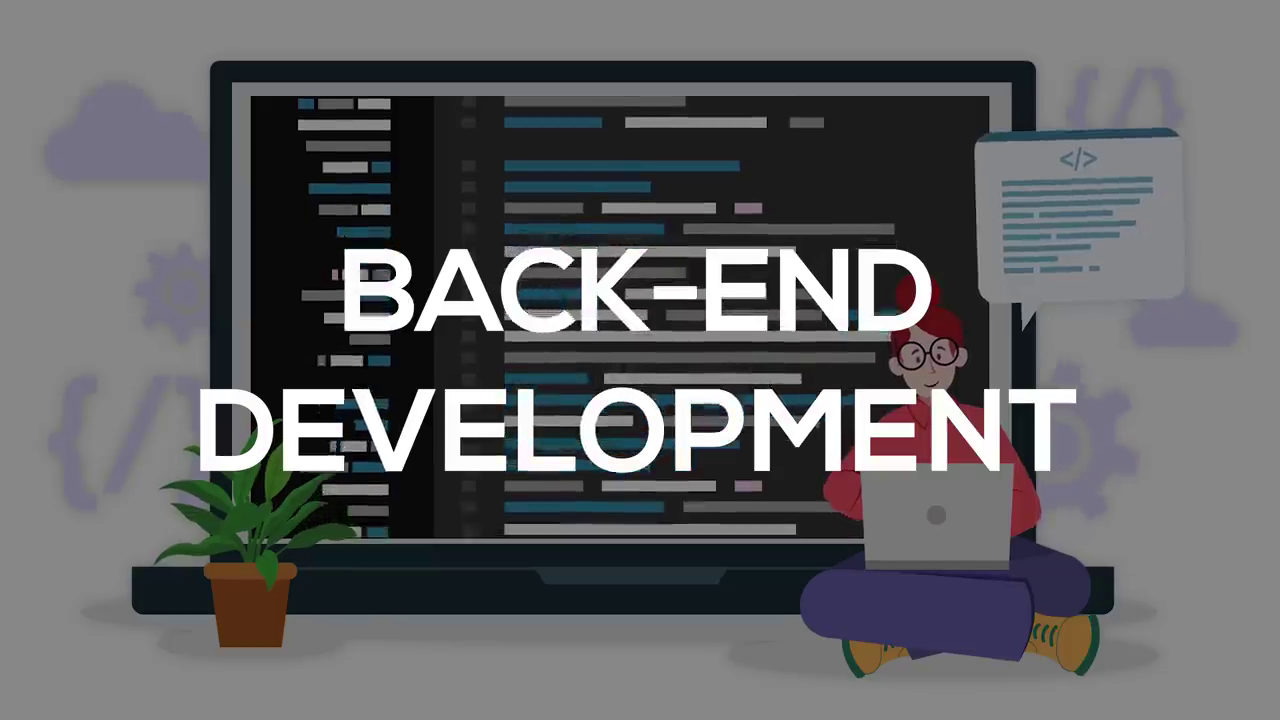 </>
BACK-END
DEVELOPMENT